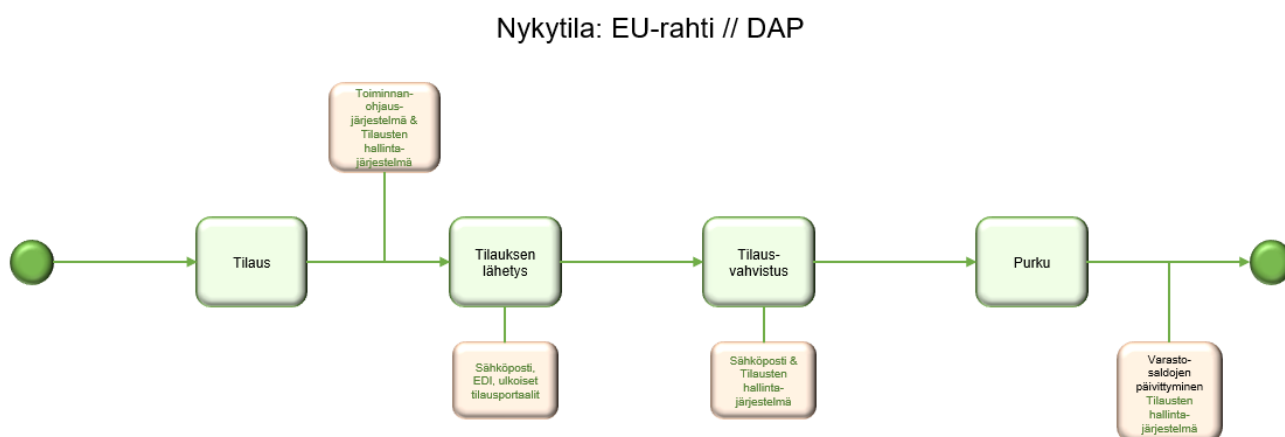 Nykytila: EU-rahti // DAP
Toiminnan-
ohjaus-
järjestelmä &
Tilausten
hallinta-
järjestelmä
Tilaus
Tilauksen
lähetys
Tilaus-
vahvistus
Purku
Sähköposti,
EDI, ulkoiset
tilausportaalit
Sähköposti &
Tilausten
hallinta-
järjestelmä
Varasto-
saldojen
päivittyminen
Tilausten
hallinta-
järjestelmä